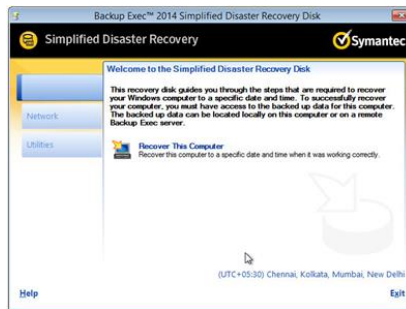 Backup Exec™ 2014 Simplified Disaster Recovery Disk
Simplified Disaster Recovery
Symantec
Welcome to the Simplified Disaster Recovery Disk
This recovery disk guides you through the steps that are required to recover
your Windows computer to a specific date and time. To successfully recover
your computer, you must have access to the backed up data for this computer.
The backed up data can be located locally on this computer or on a remote
Backup Exec server.
Network
Utilities
Recover This Computer
Recover this computer to a specific date and time when it was working correctly.
(UTC+05:30) Chennai, Kolkata, Mumbai, New Delhi
Help
Exit